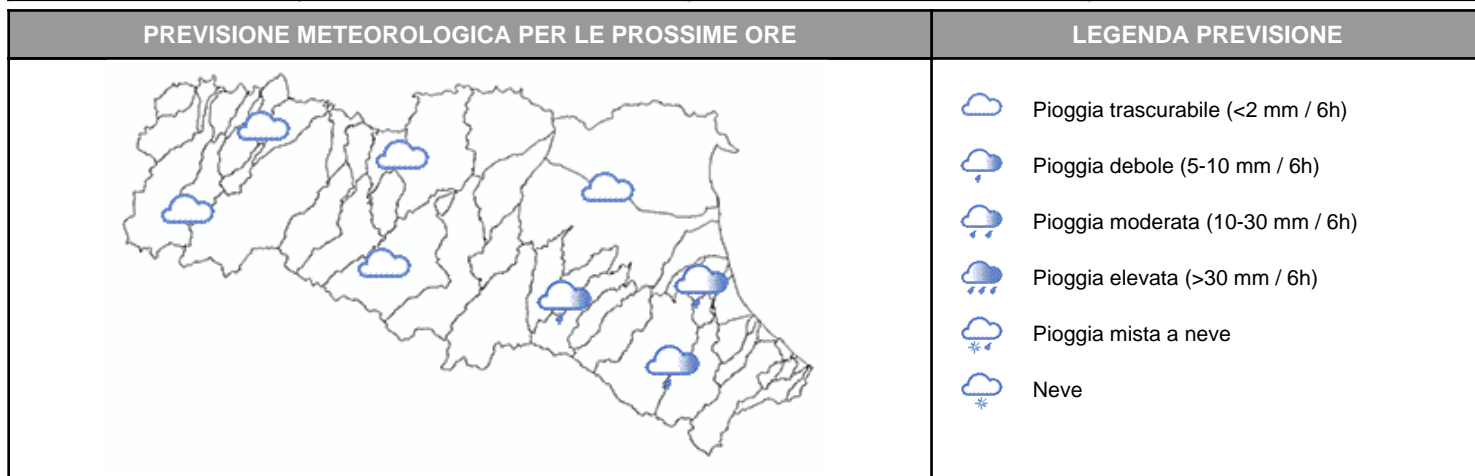 PREVISIONE METEOROLOGICA PER LE PROSSIME ORE
LEGENDA PREVISIONE
Pioggia trascurabile (<2 mm / 6h)
Pioggia debole (5-10 mm / 6h)
Pioggia moderata (10-30 mm / 6h)
Pioggia elevata (>30 mm / 6h)
Pioggia mista a neve
Neve